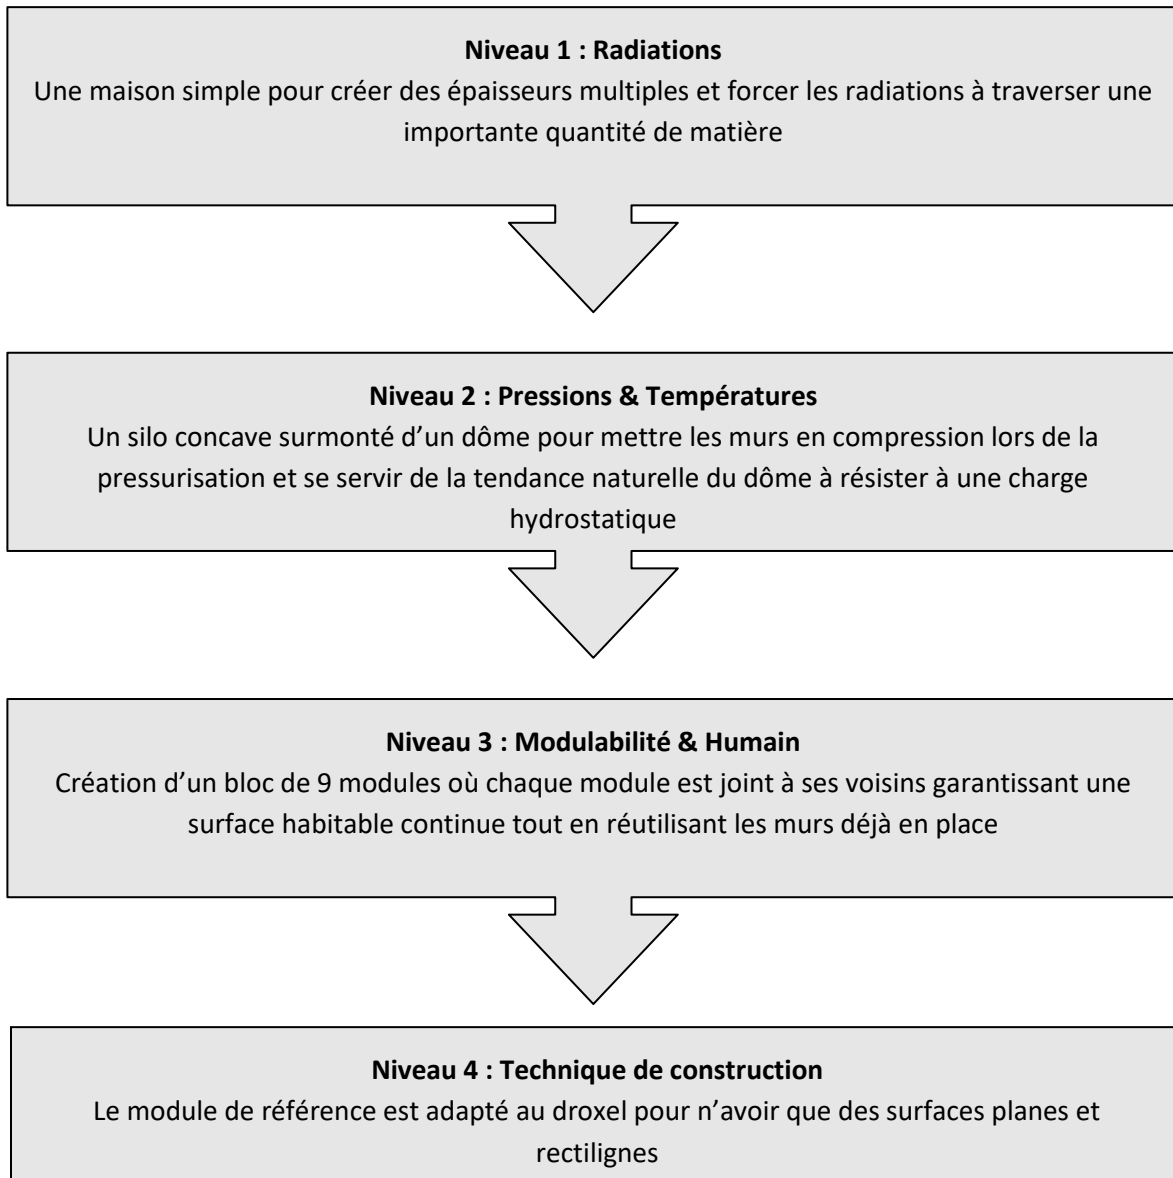 Niveau 1 : Radiations
Une maison simple pour créer des épaisseurs multiples et forcer les radiations à traverser une
importante quantité de matière
Niveau 2 : Pressions & Températures
Un silo concave surmonté d’un dôme pour mettre les murs en compression lors de la
pressurisation et se servir de la tendance naturelle du dôme à résister à une charge
hydrostatique
Niveau 3 : Modulabilité & Humain
Création d’un bloc de 9 modules où chaque module est joint à ses voisins garantissant une
surface habitable continue tout en réutilisant les murs déjà en place
Niveau 4 : Technique de construction
Le module de référence est adapté au droxel pour n’avoir que des surfaces planes et
rectilignes